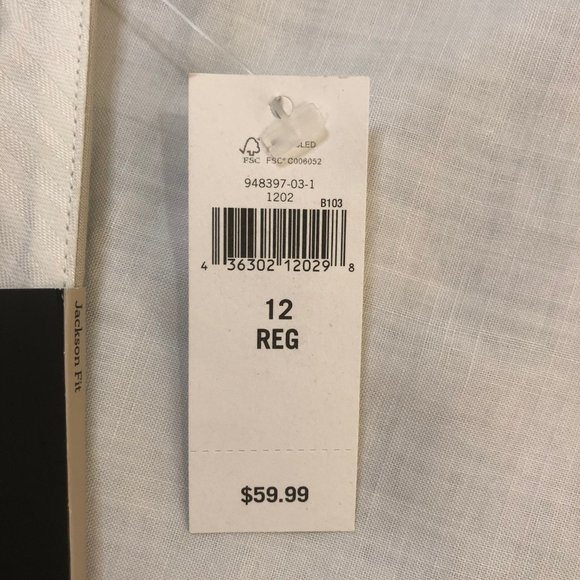 FSC FSC® C006052
948397-03-1
1202
B103
4 36302 12029 8
12
REG
$59.99
Jackson Fit